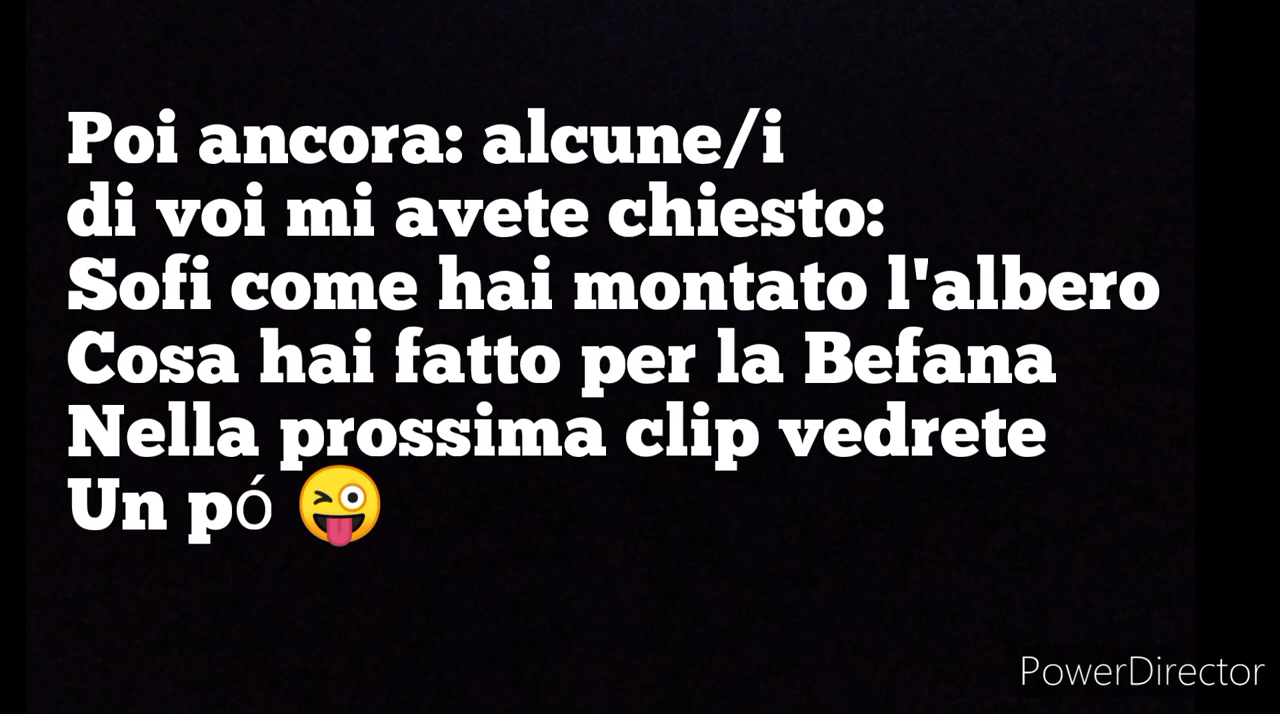 Poi ancora: alcune/i
di voi mi avete chiesto:
Sofi come hai montato l'albero
Cosa hai fatto per la Befana
Nella prossima clip vedrete
Un pó 😜
PowerDirector